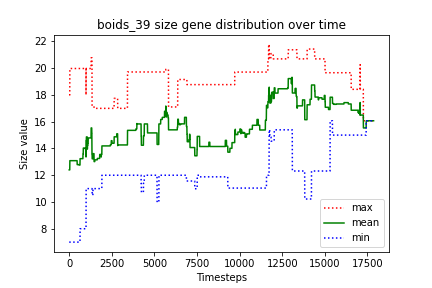 boids_39 size gene distribution over time
Size value
22
20
18
16
14
12
10
8
0
2500
5000
7500
10000
12500
15000
17500
Timesteps
max
mean
min